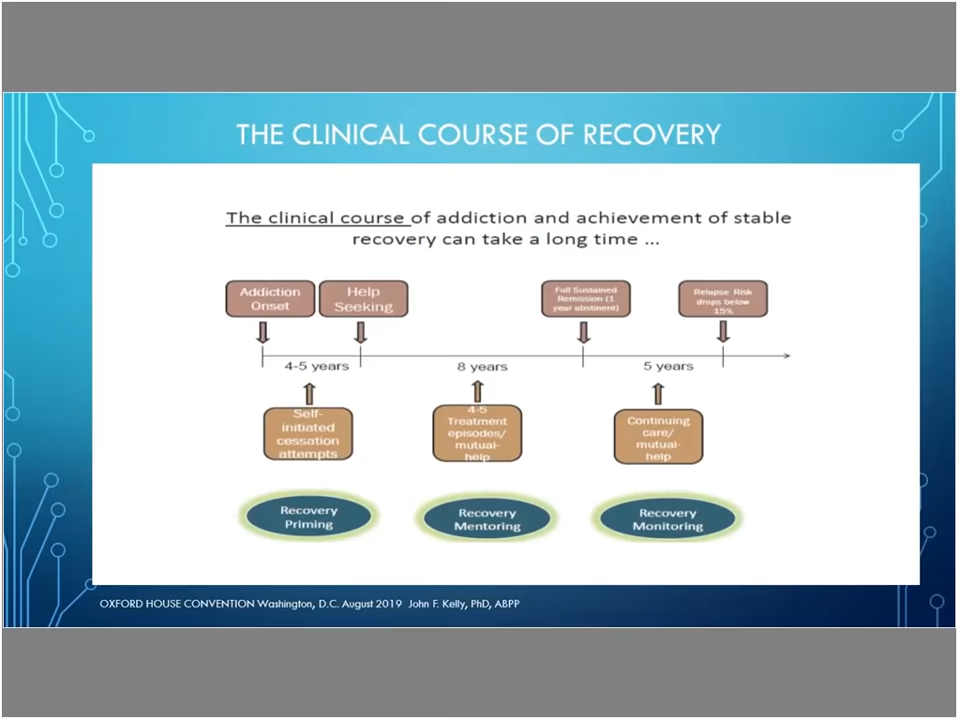 THE CLINICAL COURSE OF RECOVERY
The clinical course of addiction and achievement of stable
recovery can take a long time ...
Addiction
Onset
Help
Seeking
Full Sustained
Remission (1
year abstinent)
Relapse Risk
drops below
15%
4-5 years
8 years
5 years
Self-
initiated
cessation
attempts
4-5
Treatment
episodes/
mutual-
help
Continuing
care/
mutual-
help
Recovery
Priming
Recovery
Mentoring
Recovery
Monitoring
OXFORD HOUSE CONVENTION Washington, D.C. August 2019 John F. Kelly, PhD, ABPP